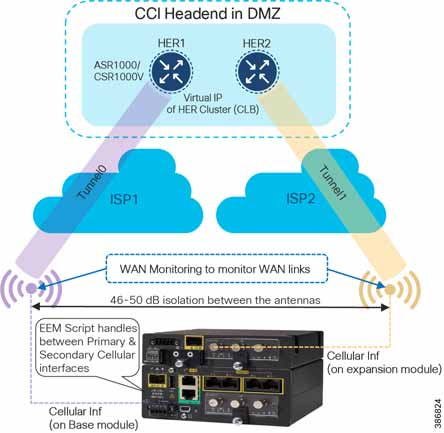 CCI Headend in DMZ
HER1
HER2
ASR1000/
CSR1000V
Virtual IP
of HER Cluster (CLB)
Tunnel0
Tunnel1
ISP1
ISP2
WAN Monitoring to monitor WAN links
46-50 dB isolation between the antennas
EEM Script handles
between Primary &
Secondary Cellular
interfaces
Cellular Inf
(on expansion module)
Cellular Inf
(on Base module)
386824